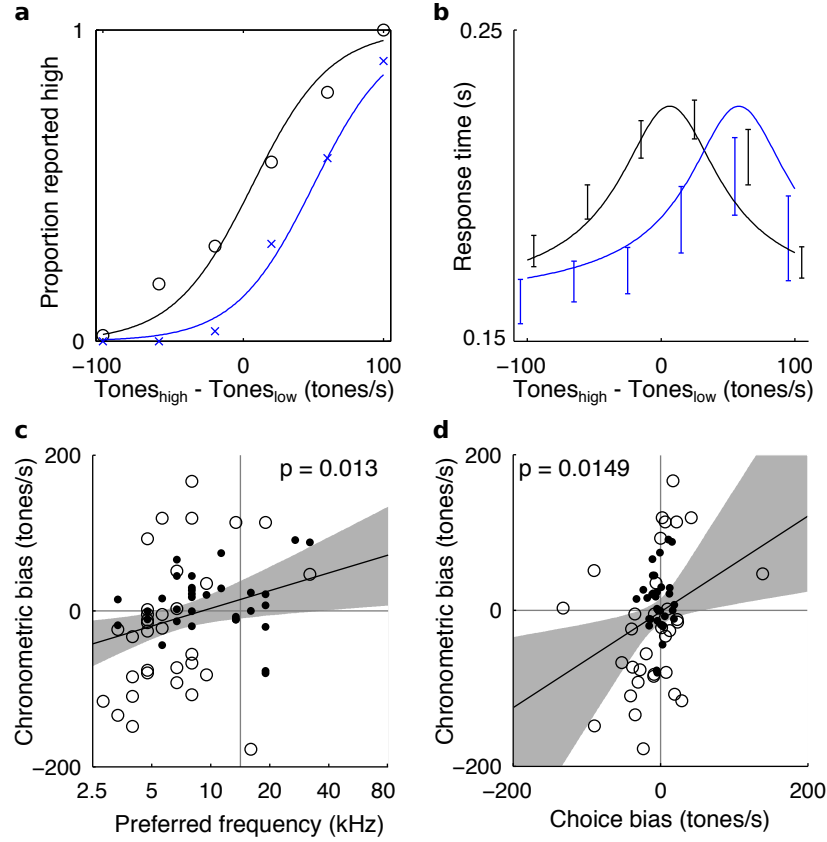 a
1
0
−100
0
100
Proportion reported high
Tones_high - Tones_low (tones/s)
b
0.25
0.15
−100
0
100
Response time (s)
Tones_high - Tones_low (tones/s)
c
200
0
−200
2.5
5
10
20
40
80
p = 0.013
Chronometric bias (tones/s)
Preferred frequency (kHz)
d
200
0
−200
−200
0
200
p = 0.0149
Chronometric bias (tones/s)
Choice bias (tones/s)